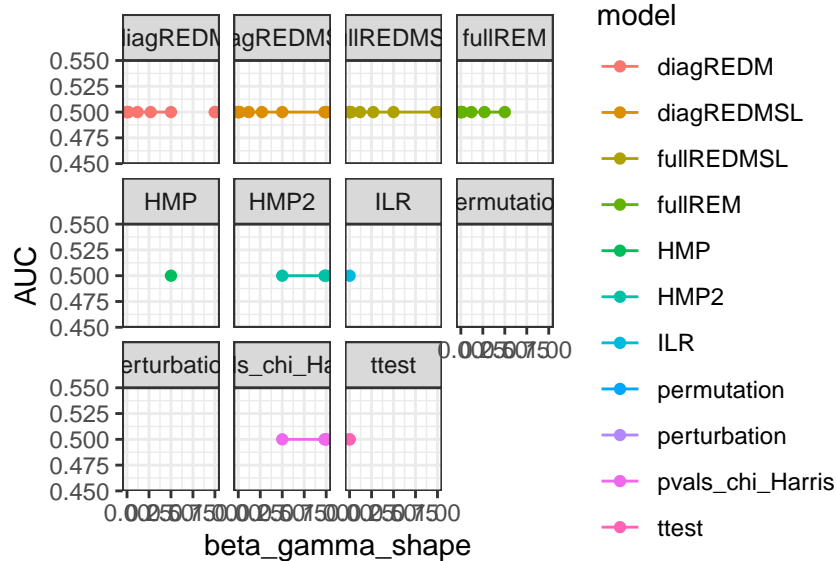 model
diagREDM
agREDMS
llREDMS
fullREM
0.550
0.525
0.500
0.475
0.450
HMP
HMP2
ILR
ermutatio
0.550
0.525
0.500
0.475
0.450
erturbatio
ls_chi_Ha
ttest
0.550
0.525
0.500
0.475
0.450
AUC
beta_gamma_shape
diagREDM
diagREDMSL
fullREDMSL
fullREM
HMP
HMP2
ILR
permutation
perturbation
pvals_chi_Harris
ttest